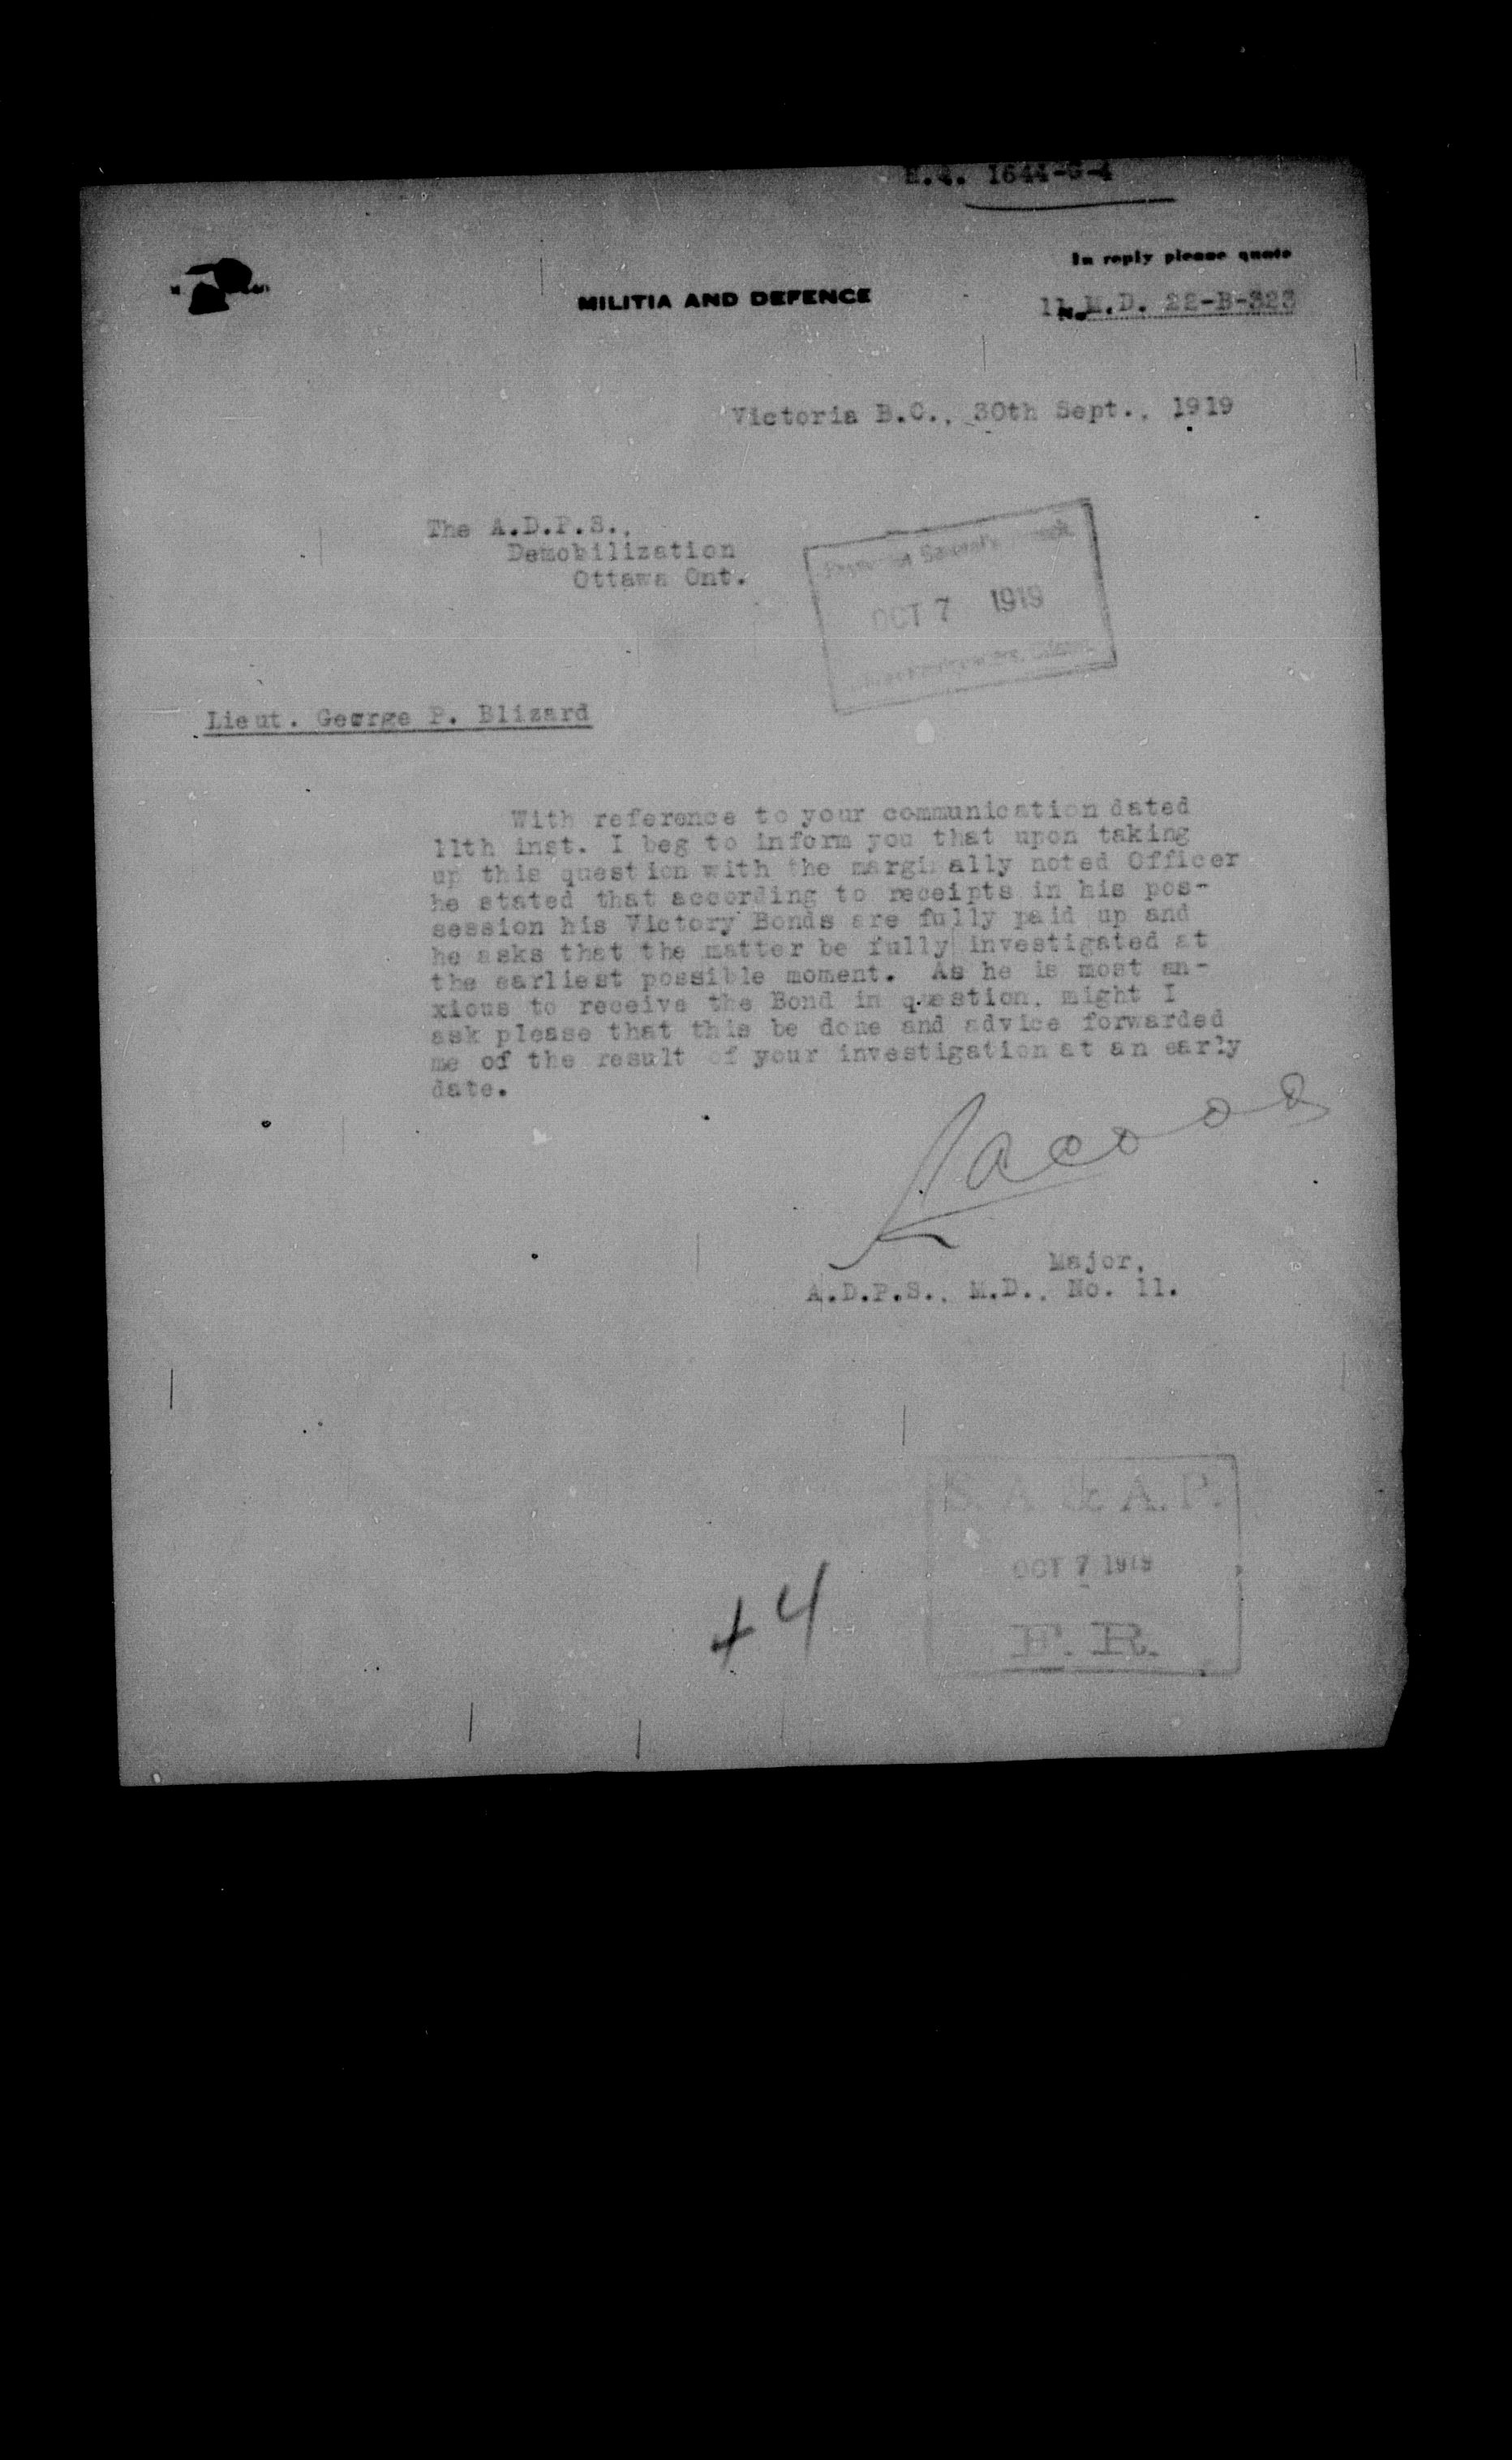 H.Q. 1644-
In reply please quote
MILITIA AND DEFENCE
No. 11 M.D. 22-B-323
Victoria B.C., 30th Sept., 1919
The A.D.P.S.,
Demobilization
Ottawa Ont.
OCT 7 1919
Lieut. George P. Blizard
With reference to your communication dated
11th inst. I beg to inform you that upon taking
up this question with the marginally noted Officer
he stated that according to receipts in his pos-
session his Victory Bonds are fully paid up and
he asks that the matter be fully investigated at
the earliest possible moment. As he is most an-
xious to receive the Bond in question, might I
ask please that this be done and advice forwarded
me of the result of your investigation at an early
date.
Major,
A.D.P.S., M.D., No. 11.
S. A. & A. P.
OCT 7 1919
F. R.
+4